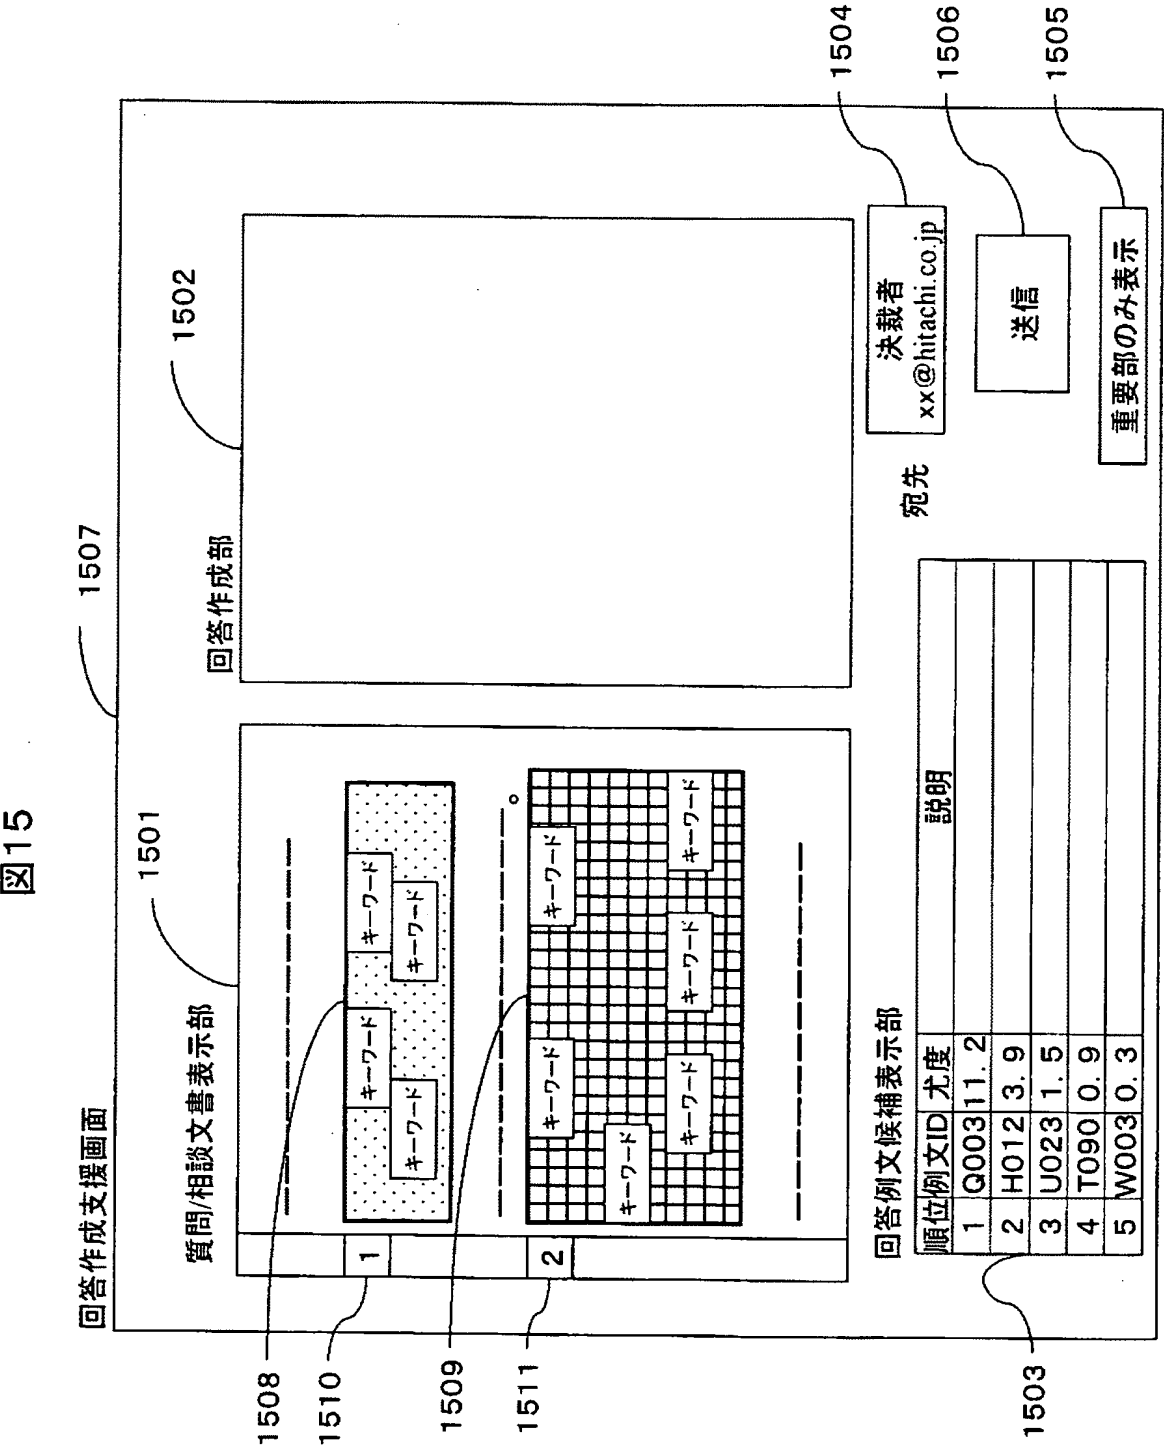 図15
1507
回答作成支援画面
1501
1502
質問/相談文書表示部
回答作成部
1508
1510
1
キーワード
キーワード
キーワード
キーワード
1509
1511
2
キーワード
キーワード
キーワード
キーワード
キーワード
キーワード
回答例文候補表示部
順位 例文ID 尤度 説明
1 Q003 11.2
2 H012 3.9
3 U023 1.5
4 T090 0.9
5 W003 0.3
1503
宛先
決裁者
xx@hitachi.co.jp
1504
送信
1506
重要部のみ表示
1505